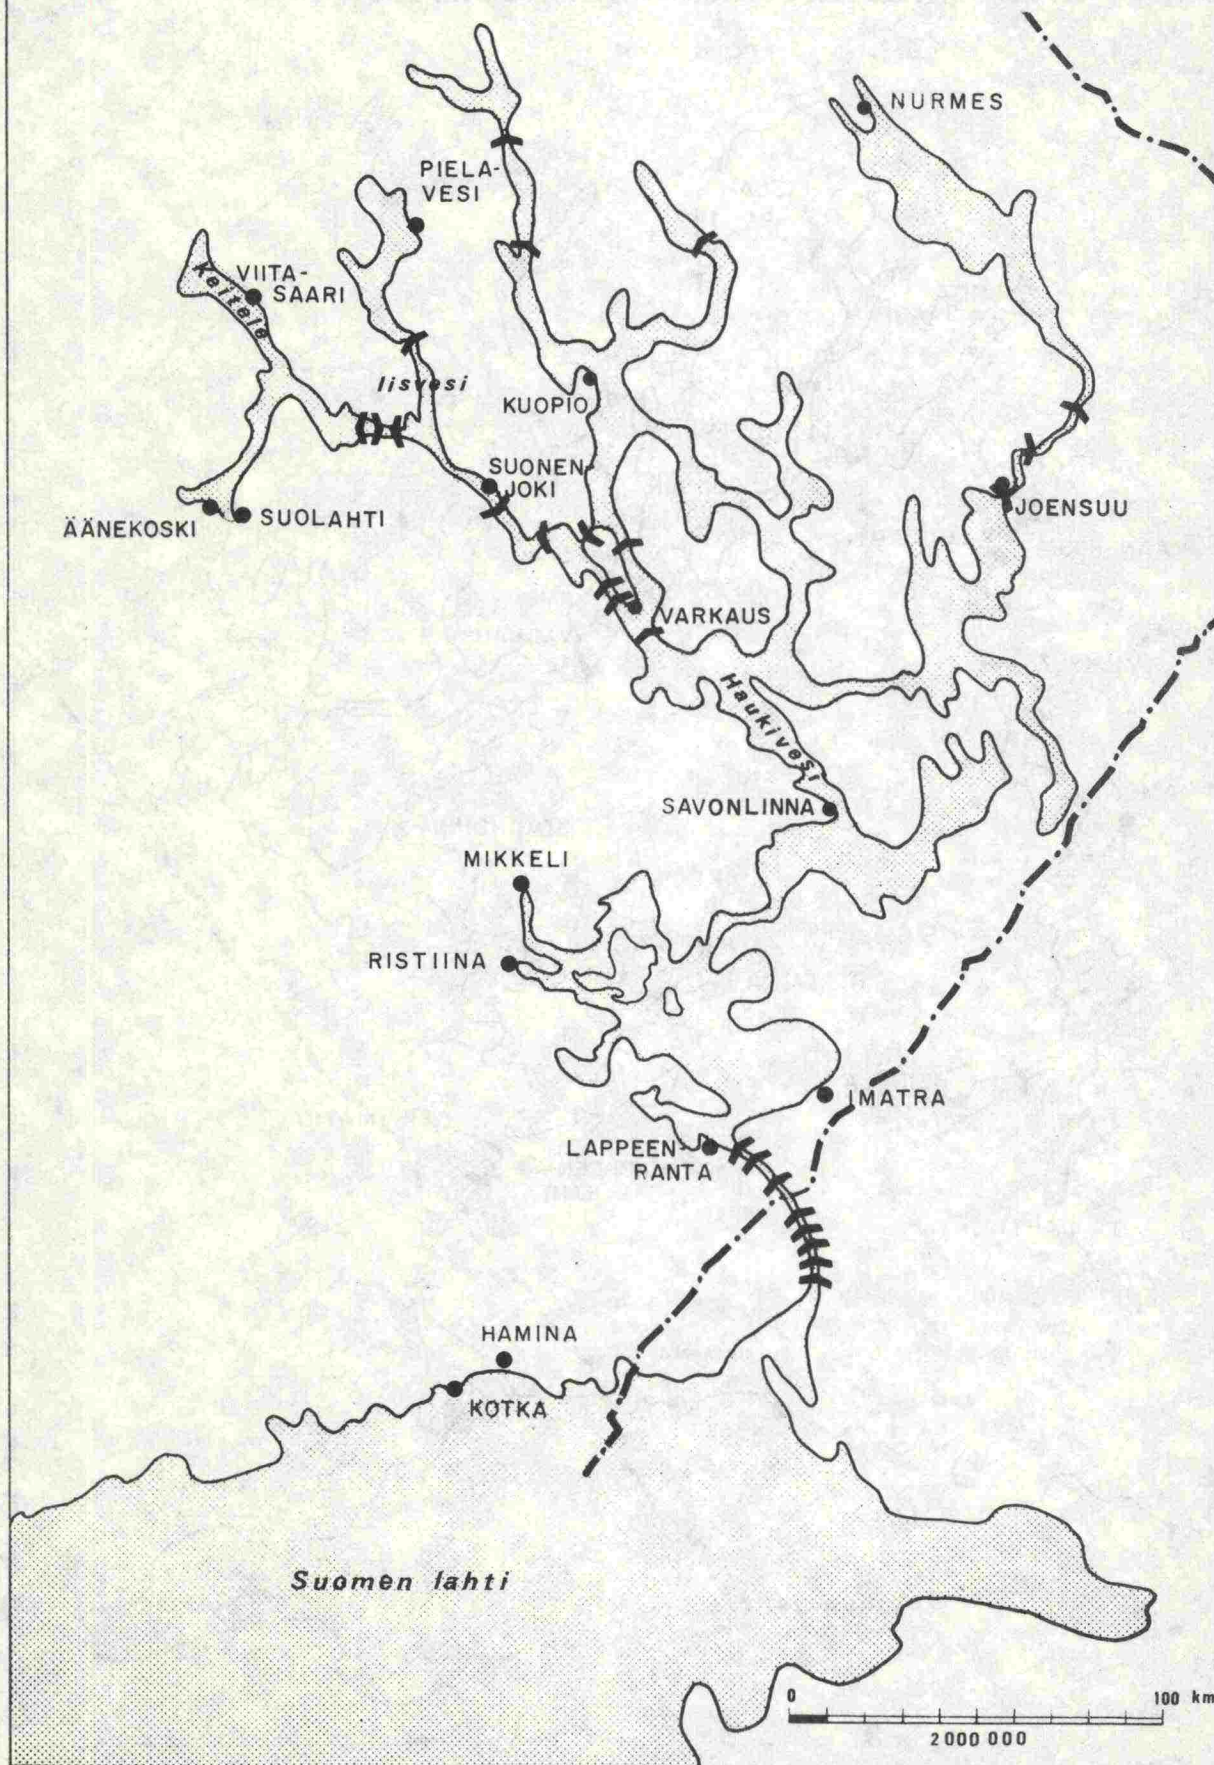 NURMES
PIELA-
VESI
VIITA-
SAARI
Keitele
Iisvesi
KUOPIO
SUONEN-
JOKI
JOENSUU
ÄÄNEKOSKI
SUOLAHTI
VARKAUS
Haukivesi
SAVONLINNA
MIKKELI
RISTIINA
IMATRA
LAPPEEN-
RANTA
HAMINA
KOTKA
Suomen lahti
0 100 km
2 000 000